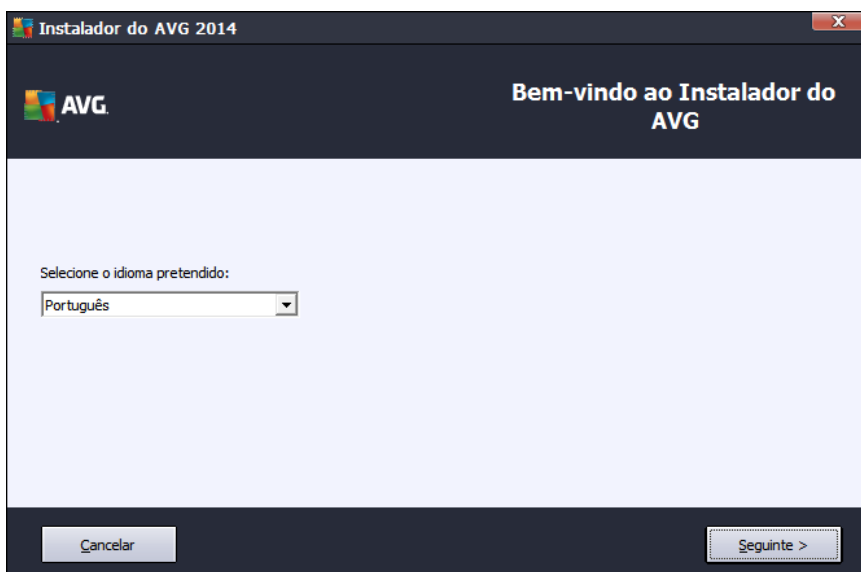 Instalador do AVG 2014
AVG.
Bem-vindo ao Instalador do
AVG
Selecione o idioma pretendido:
Português
Cancelar
Seguinte >